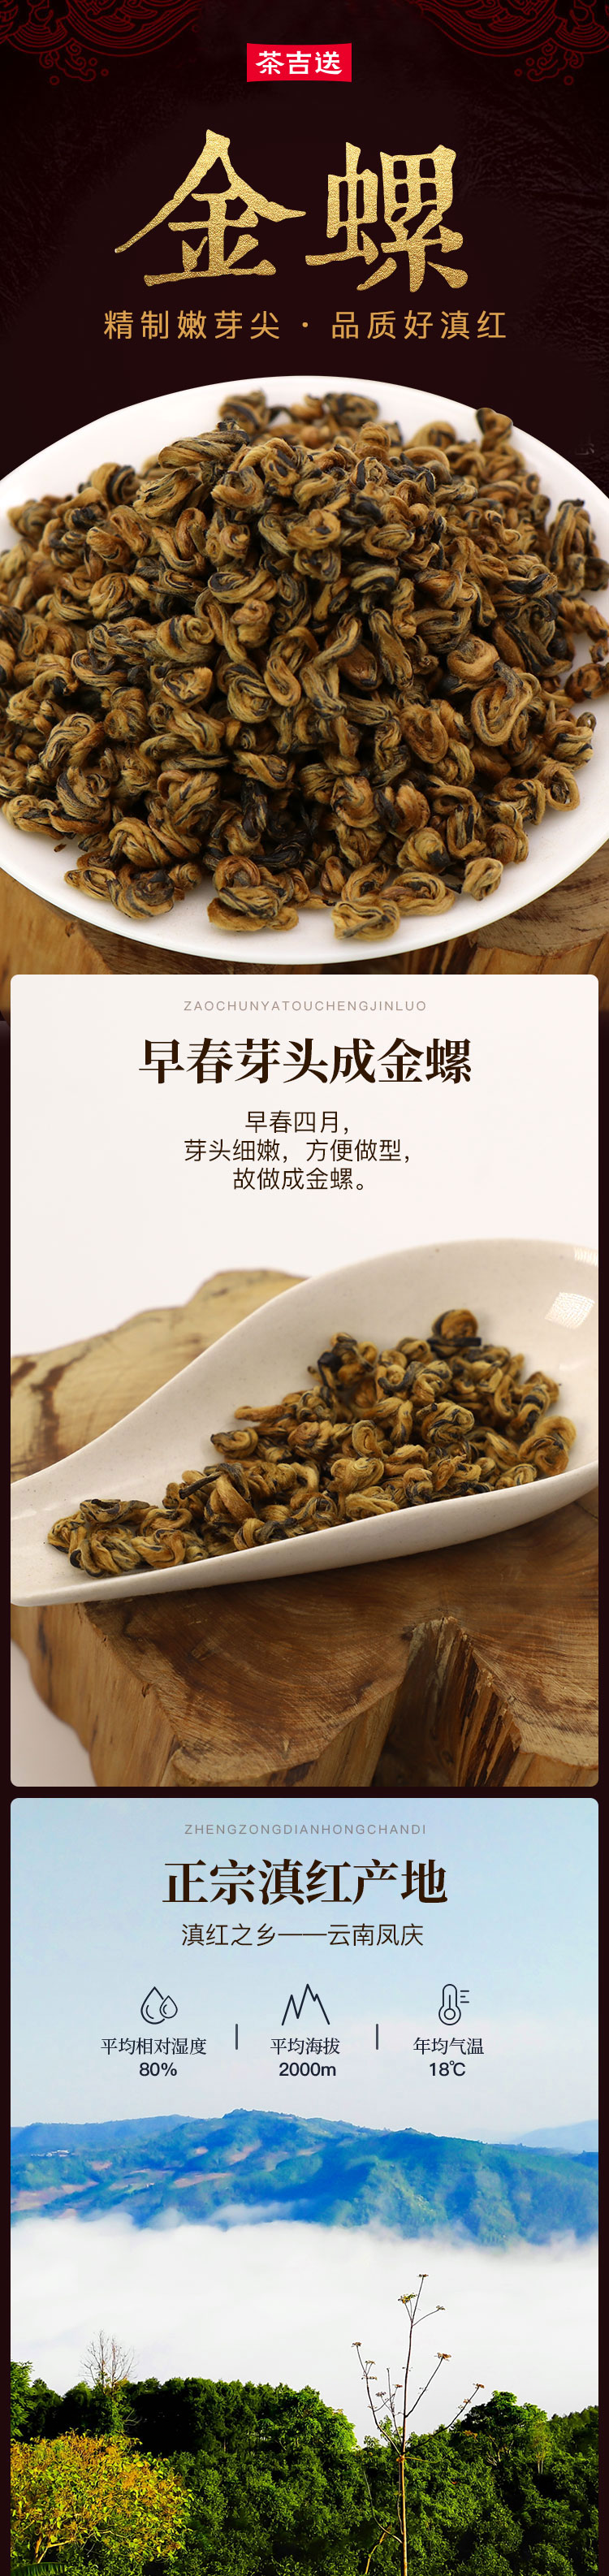 茶吉送
金螺
精制嫩芽尖 · 品质好滇红
ZAOCHUNYATOUCHENGJINLUO
早春芽头成金螺
早春四月，
芽头细嫩，方便做型，
故做成金螺。
ZHENGZONGDIANHONGCHANDI
正宗滇红产地
滇红之乡——云南凤庆
平均相对湿度
80%
平均海拔
2000m
年均气温
18℃